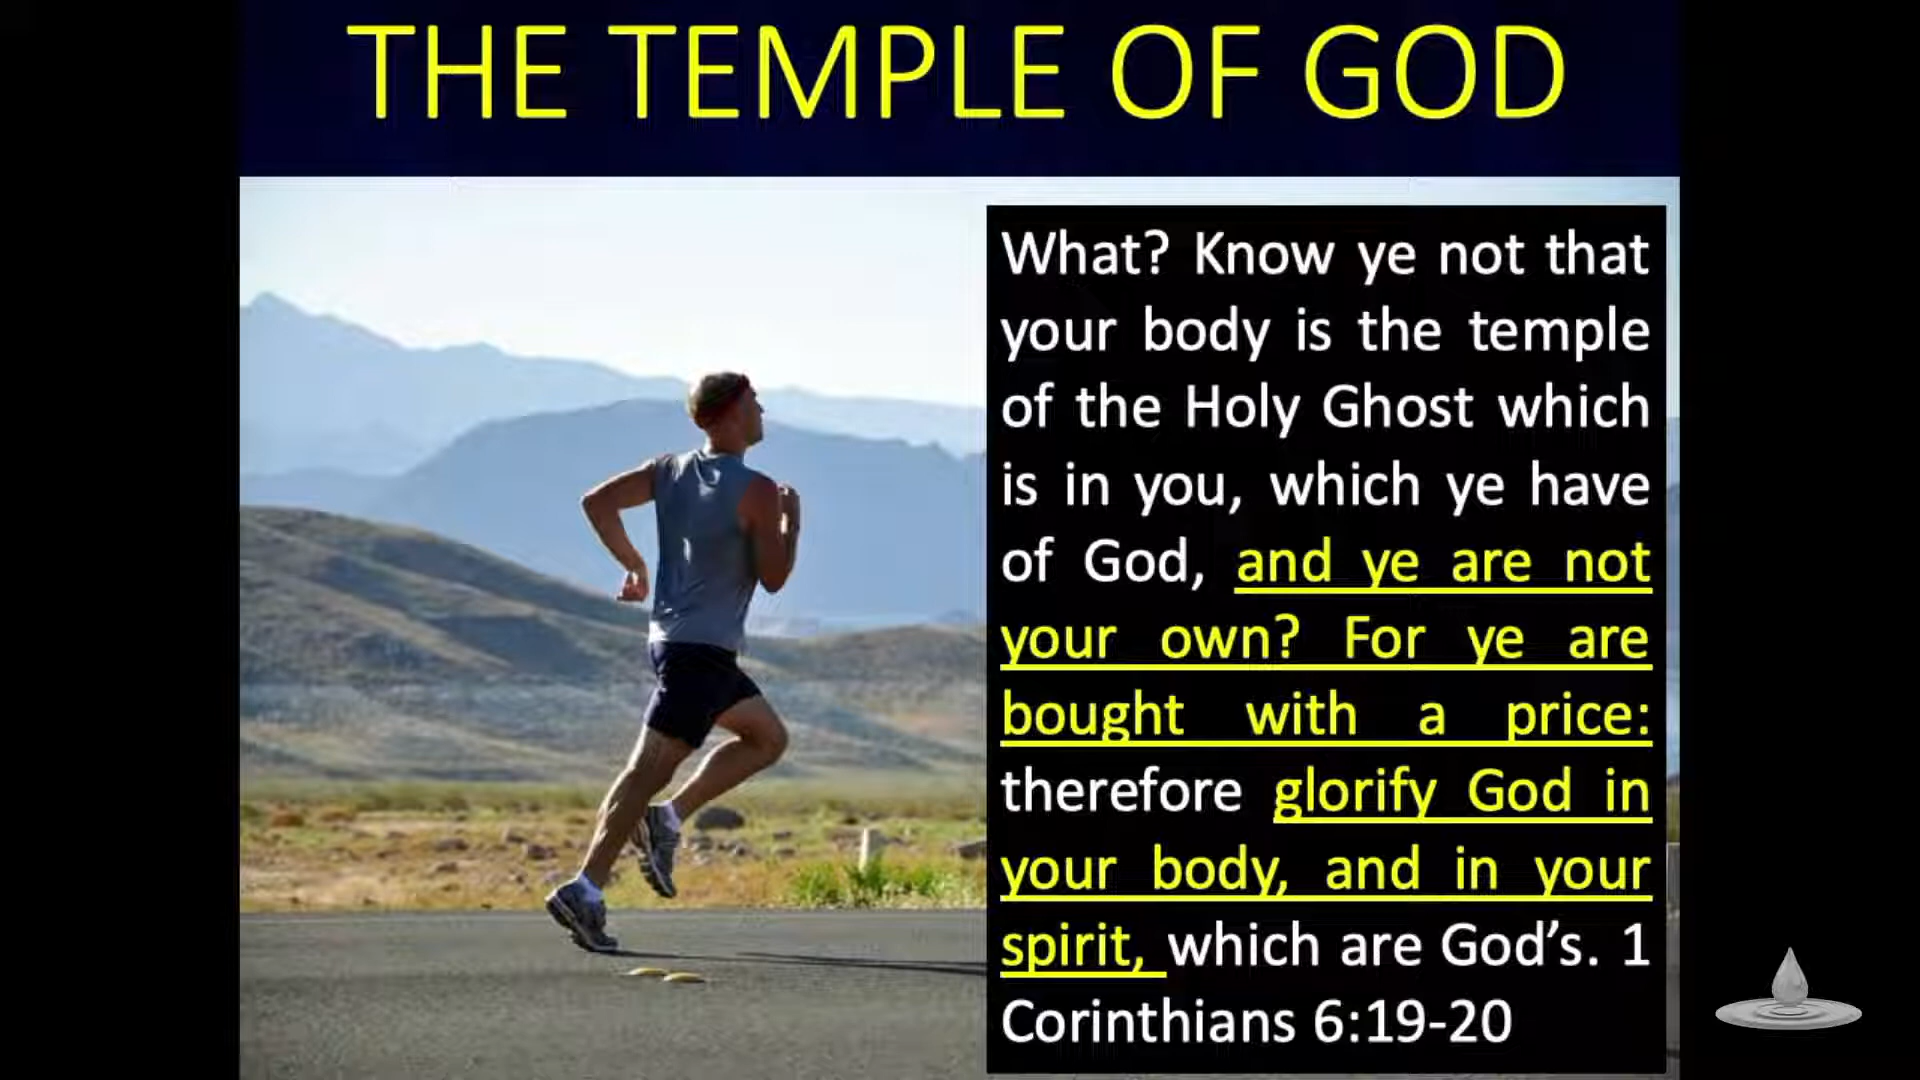 THE TEMPLE OF GOD
What? Know ye not that
your body is the temple
of the Holy Ghost which
is in you, which ye have
of God, and ye are not
your own? For ye are
bought with a price:
therefore glorify God in
your body, and in your
spirit, which are God’s. 1
Corinthians 6:19-20